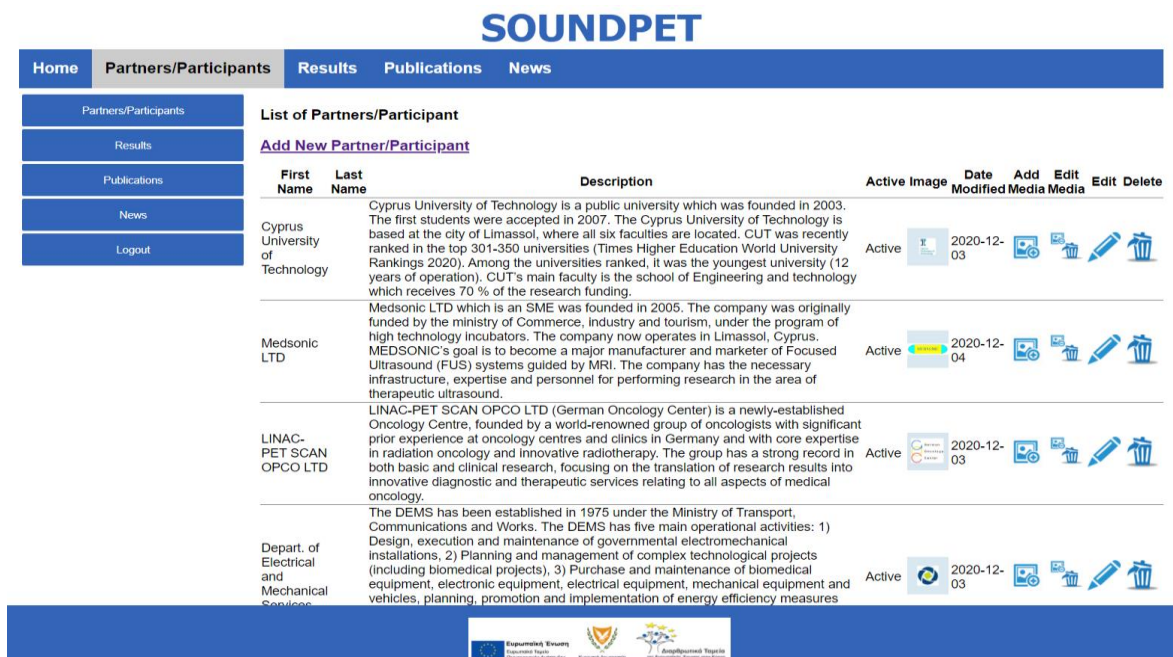 SOUNDPET
Home Partners/Participants Results Publications News
Partners/Participants
Results
Publications
News
Logout
List of Partners/Participant
Add New Partner/Participant
First Name Last Name Description Active Image Date Modified Add Media Edit Media Edit Delete
Cyprus
University
of
Technology
Cyprus University of Technology is a public university which was founded in 2003.
The first students were accepted in 2007. The Cyprus University of Technology is
based at the city of Limassol, where all six faculties are located. CUT was recently
ranked in the top 301-350 universities (Times Higher Education World University
Rankings 2020). Among the universities ranked, it was the youngest university (12
years of operation). CUT's main faculty is the school of Engineering and technology
which receives 70 % of the research funding.
Active
2020-12-
03
Medsonic
LTD
Medsonic LTD which is an SME was founded in 2005. The company was originally
funded by the ministry of Commerce, industry and tourism, under the program of
high technology incubators. The company now operates in Limassol, Cyprus.
MEDSONIC's goal is to become a major manufacturer and marketer of Focused
Ultrasound (FUS) systems guided by MRI. The company has the necessary
infrastructure, expertise and personnel for performing research in the area of
therapeutic ultrasound.
Active
2020-12-
04
LINAC-
PET SCAN
OPCO LTD
LINAC-PET SCAN OPCO LTD (German Oncology Center) is a newly-established
Oncology Centre, founded by a world-renowned group of oncologists with significant
prior experience at oncology centres and clinics in Germany and with core expertise
in radiation oncology and innovative radiotherapy. The group has a strong record in
both basic and clinical research, focusing on the translation of research results into
innovative diagnostic and therapeutic services relating to all aspects of medical
oncology.
Active
German
Oncology
Center
2020-12-
03
Depart. of
Electrical
and
Mechanical
Services
The DEMS has been established in 1975 under the Ministry of Transport,
Communications and Works. The DEMS has five main operational activities: 1)
Design, execution and maintenance of governmental electromechanical
installations, 2) Planning and management of complex technological projects
(including biomedical projects), 3) Purchase and maintenance of biomedical
equipment, electronic equipment, electrical equipment, mechanical equipment and
vehicles, planning, promotion and implementation of energy efficiency measures
Active
2020-12-
03
Ευρωπαϊκή Ένωση
Διαρθρωτικά Ταμεία